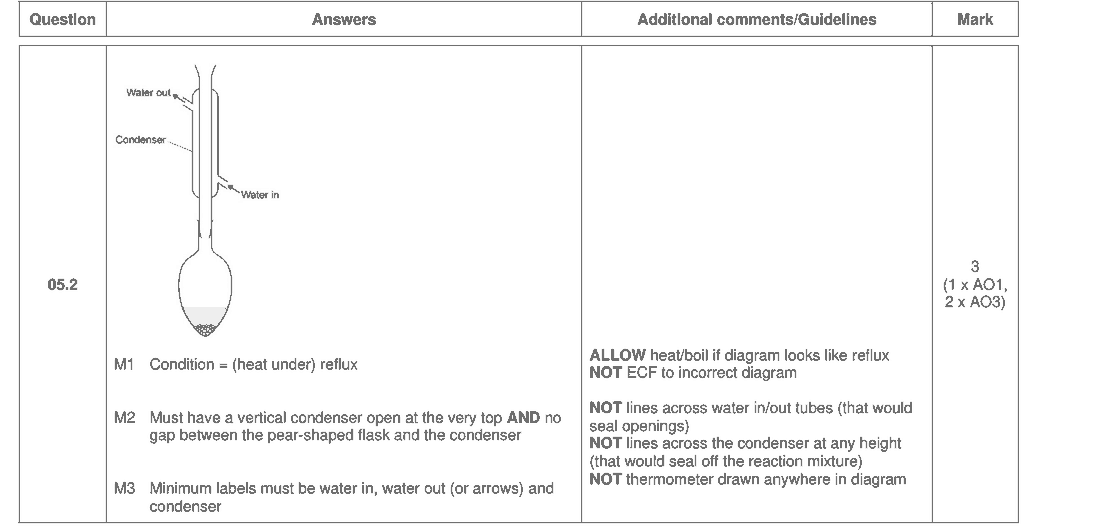 Question Answers Additional comments/Guidelines Mark
Water out
Condenser
Water in
05.2
3
(1 x AO1,
2 x AO3)
M1 Condition = (heat under) reflux
ALLOW heat/boil if diagram looks like reflux
NOT ECF to incorrect diagram
M2 Must have a vertical condenser open at the very top AND no
gap between the pear-shaped flask and the condenser
NOT lines across water in/out tubes (that would
seal openings)
NOT lines across the condenser at any height
(that would seal off the reaction mixture)
NOT thermometer drawn anywhere in diagram
M3 Minimum labels must be water in, water out (or arrows) and
condenser